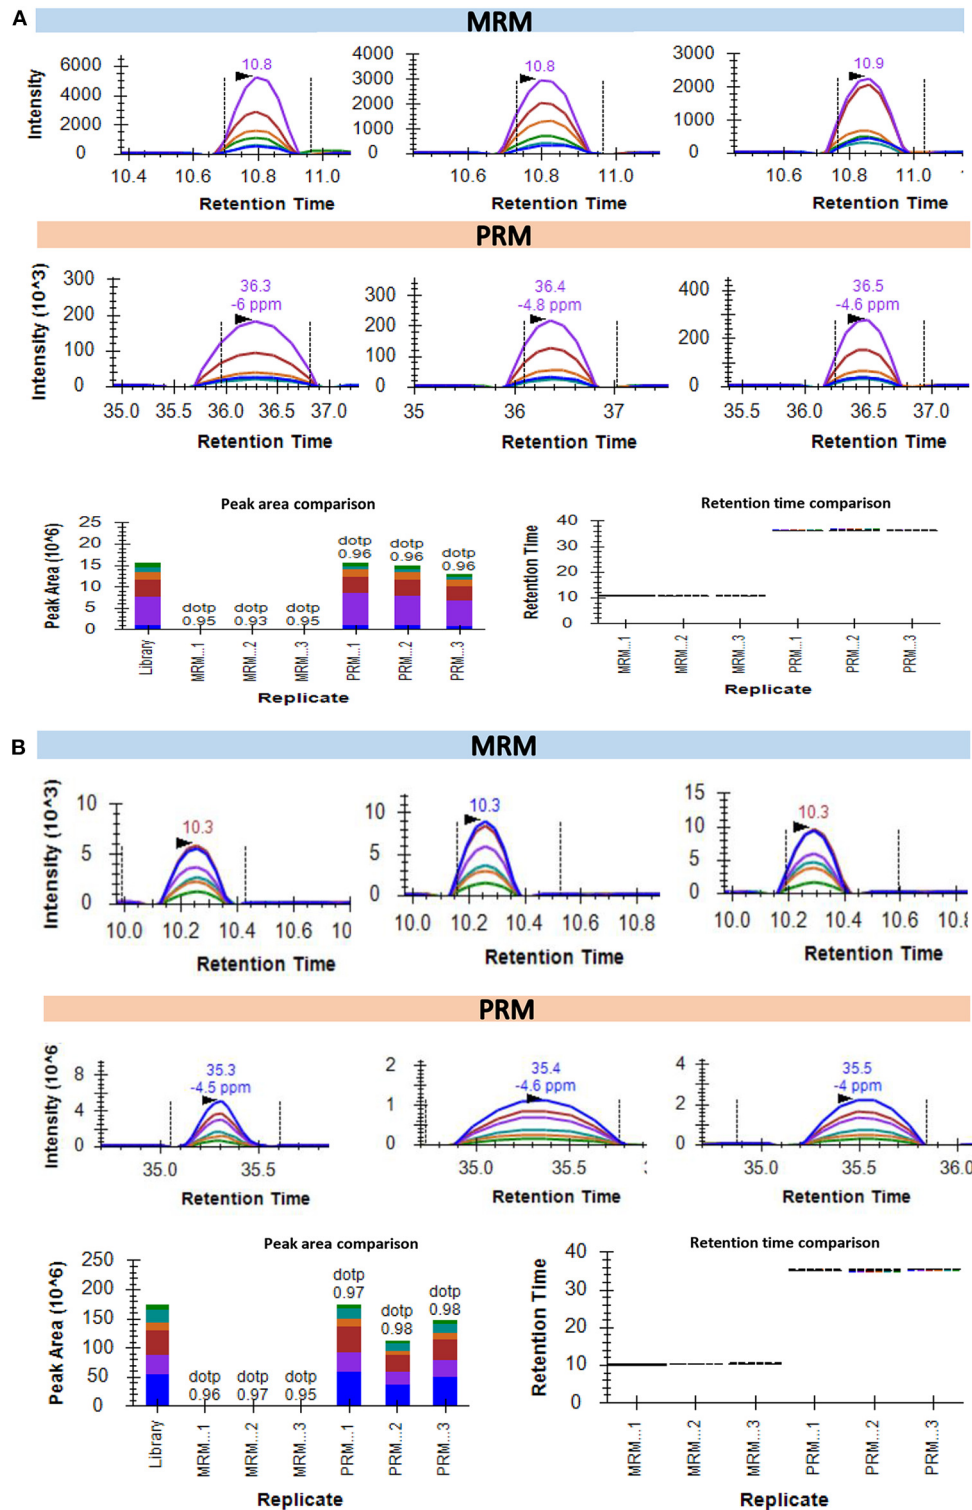 A
MRM
Intensity
6000
4000
2000
0
10.8
10.4 10.6 10.8 11.0
Retention Time
4000
3000
2000
1000
0
10.8
10.6 10.8 11.0
Retention Time
3000
2000
1000
0
10.9
10.6 10.8 11.0
Retention Time
PRM
Intensity (10^3)
300
200
100
0
36.3
-6 ppm
35.0 35.5 36.0 36.5 37.0
Retention Time
300
200
100
0
36.4
-4.8 ppm
35 36 37
Retention Time
400
200
0
36.5
-4.6 ppm
35.5 36.0 36.5 37.0
Retention Time
Peak area comparison
Peak Area (10^6)
25
20
15
10
5
0
dotp
0.95
dotp
0.93
dotp
0.95
dotp
0.96
dotp
0.96
dotp
0.96
Library
MRM...1
MRM...2
MRM...3
PRM...1
PRM...2
PRM...3
Replicate
Retention time comparison
Retention Time
40
30
20
10
0
MRM...1
MRM...2
MRM...3
PRM...1
PRM...2
PRM...3
Replicate
B
MRM
Intensity (10^3)
10
5
0
10.3
10.0 10.2 10.4 10.6 10
Retention Time
10
5
0
10.3
10.0 10.2 10.4 10.6 10.8
Retention Time
15
10
5
0
10.3
10.0 10.2 10.4 10.6 10.8
Retention Time
PRM
Intensity (10^6
8
4
0
35.3
-4.5 ppm
35.0 35.5
Retention Time
2
1
0
35.4
-4.6 ppm
35.0 35.5
Retention Time
4
2
0
35.5
-4 ppm
35.0 35.5 36.0
Retention Time
Peak area comparison
Peak Area (10^6)
250
200
150
100
50
0
dotp
0.96
dotp
0.97
dotp
0.95
dotp
0.97
dotp
0.98
dotp
0.98
Library
MRM...1
MRM...2
MRM...3
PRM...1
PRM...2
PRM...3
Replicate
Retention time comparison
Retention Time
40
30
20
10
0
MRM...1
MRM...2
MRM...3
PRM...1
PRM...2
PRM...3
Replicate